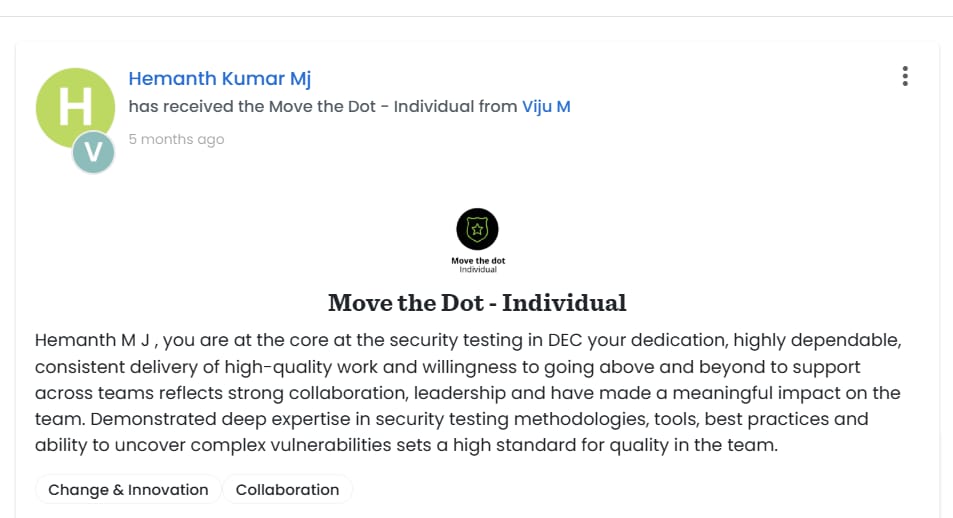 Hemanth Kumar Mj
has received the Move the Dot - Individual from Viju M
5 months ago
H
V
Move the dot
Individual
Move the Dot - Individual
Hemanth M J , you are at the core at the security testing in DEC your dedication, highly dependable,
consistent delivery of high-quality work and willingness to going above and beyond to support
across teams reflects strong collaboration, leadership and have made a meaningful impact on the
team. Demonstrated deep expertise in security testing methodologies, tools, best practices and
ability to uncover complex vulnerabilities sets a high standard for quality in the team.
Change & Innovation Collaboration